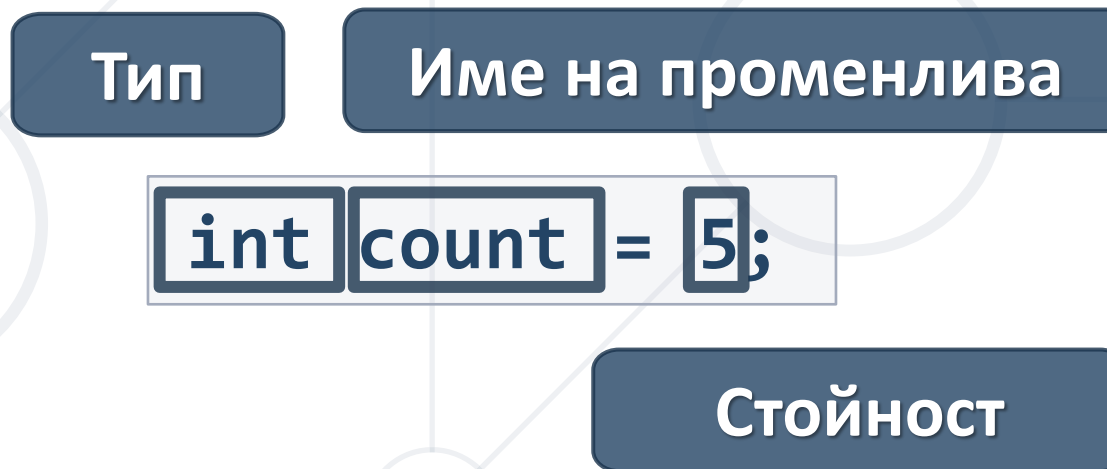 Тип
Име на променлива
int count = 5;
Стойност